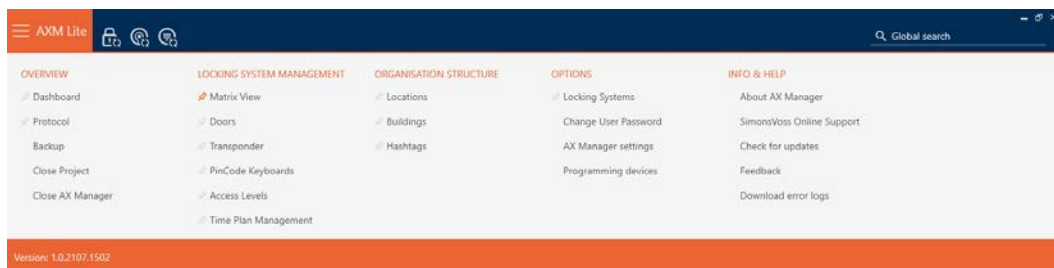 AXM Lite
Global search
OVERVIEW
Dashboard
Protocol
Backup
Close Project
Close AX Manager
LOCKING SYSTEM MANAGEMENT
Matrix View
Doors
Transponder
PinCode Keyboards
Access Levels
Time Plan Management
ORGANISATION STRUCTURE
Locations
Buildings
Hashtags
OPTIONS
Locking Systems
Change User Password
AX Manager settings
Programming devices
INFO & HELP
About AX Manager
SimonsVoss Online Support
Check for updates
Feedback
Download error logs
Version: 1.0.2107.1502